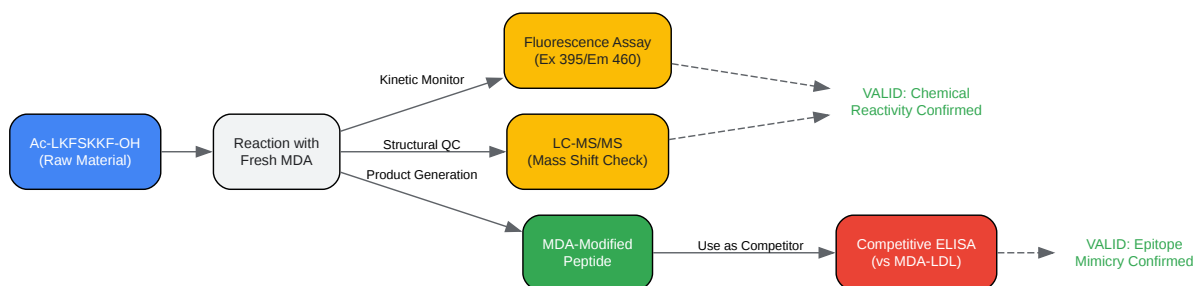 Fluorescence Assay
(Ex 395/Em 460)
Kinetic Monitor
VALID: Chemical
Reactivity Confirmed
Ac-LKFSKKF-OH
(Raw Material)
Reaction with
Fresh MDA
Structural QC
LC-MS/MS
(Mass Shift Check)
Product Generation
MDA-Modified
Peptide
Use as Competitor
Competitive ELISA
(vs MDA-LDL)
VALID: Epitope
Mimicry Confirmed